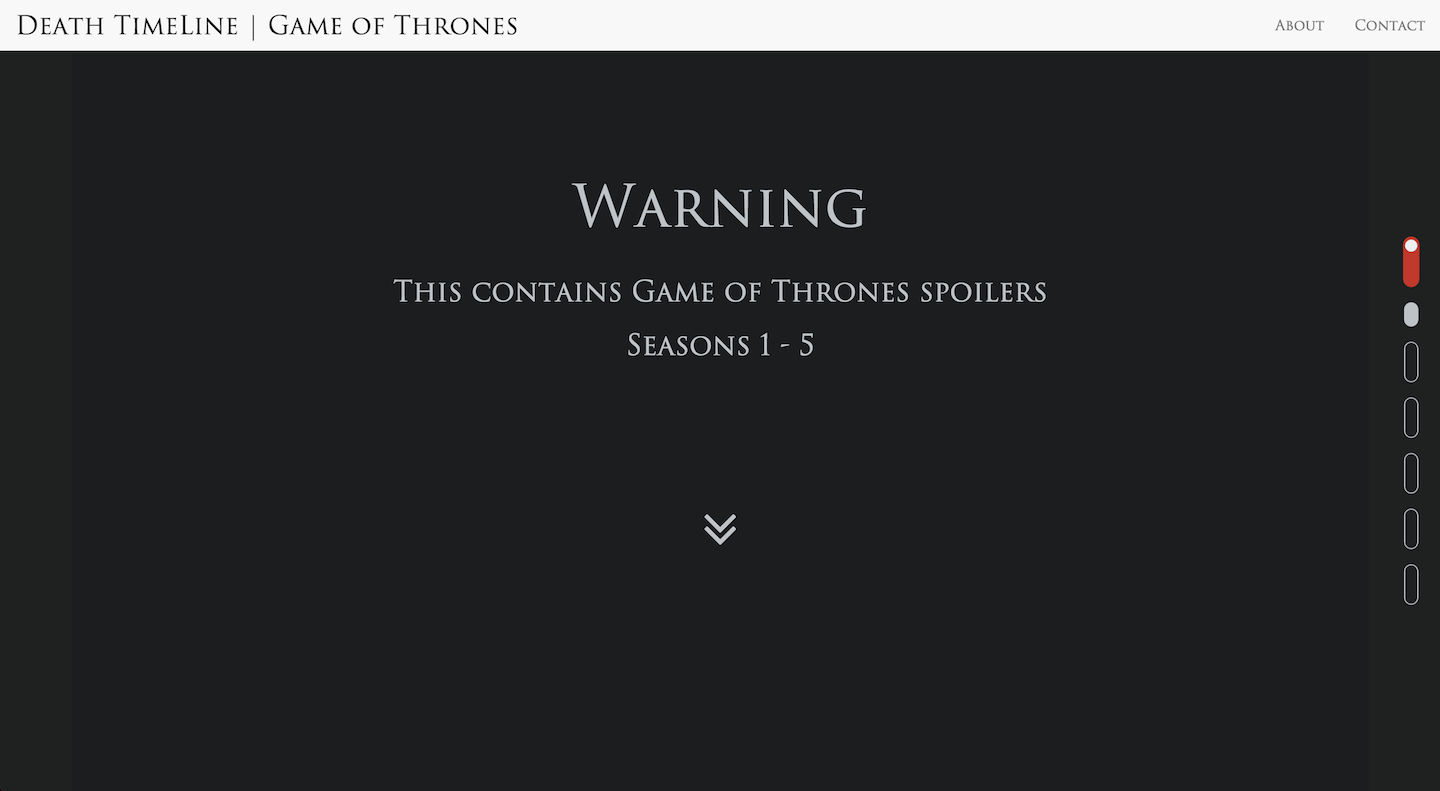 Death TimeLine | Game of Thrones
About
Contact
Warning
This contains Game of Thrones spoilers
Seasons 1 - 5